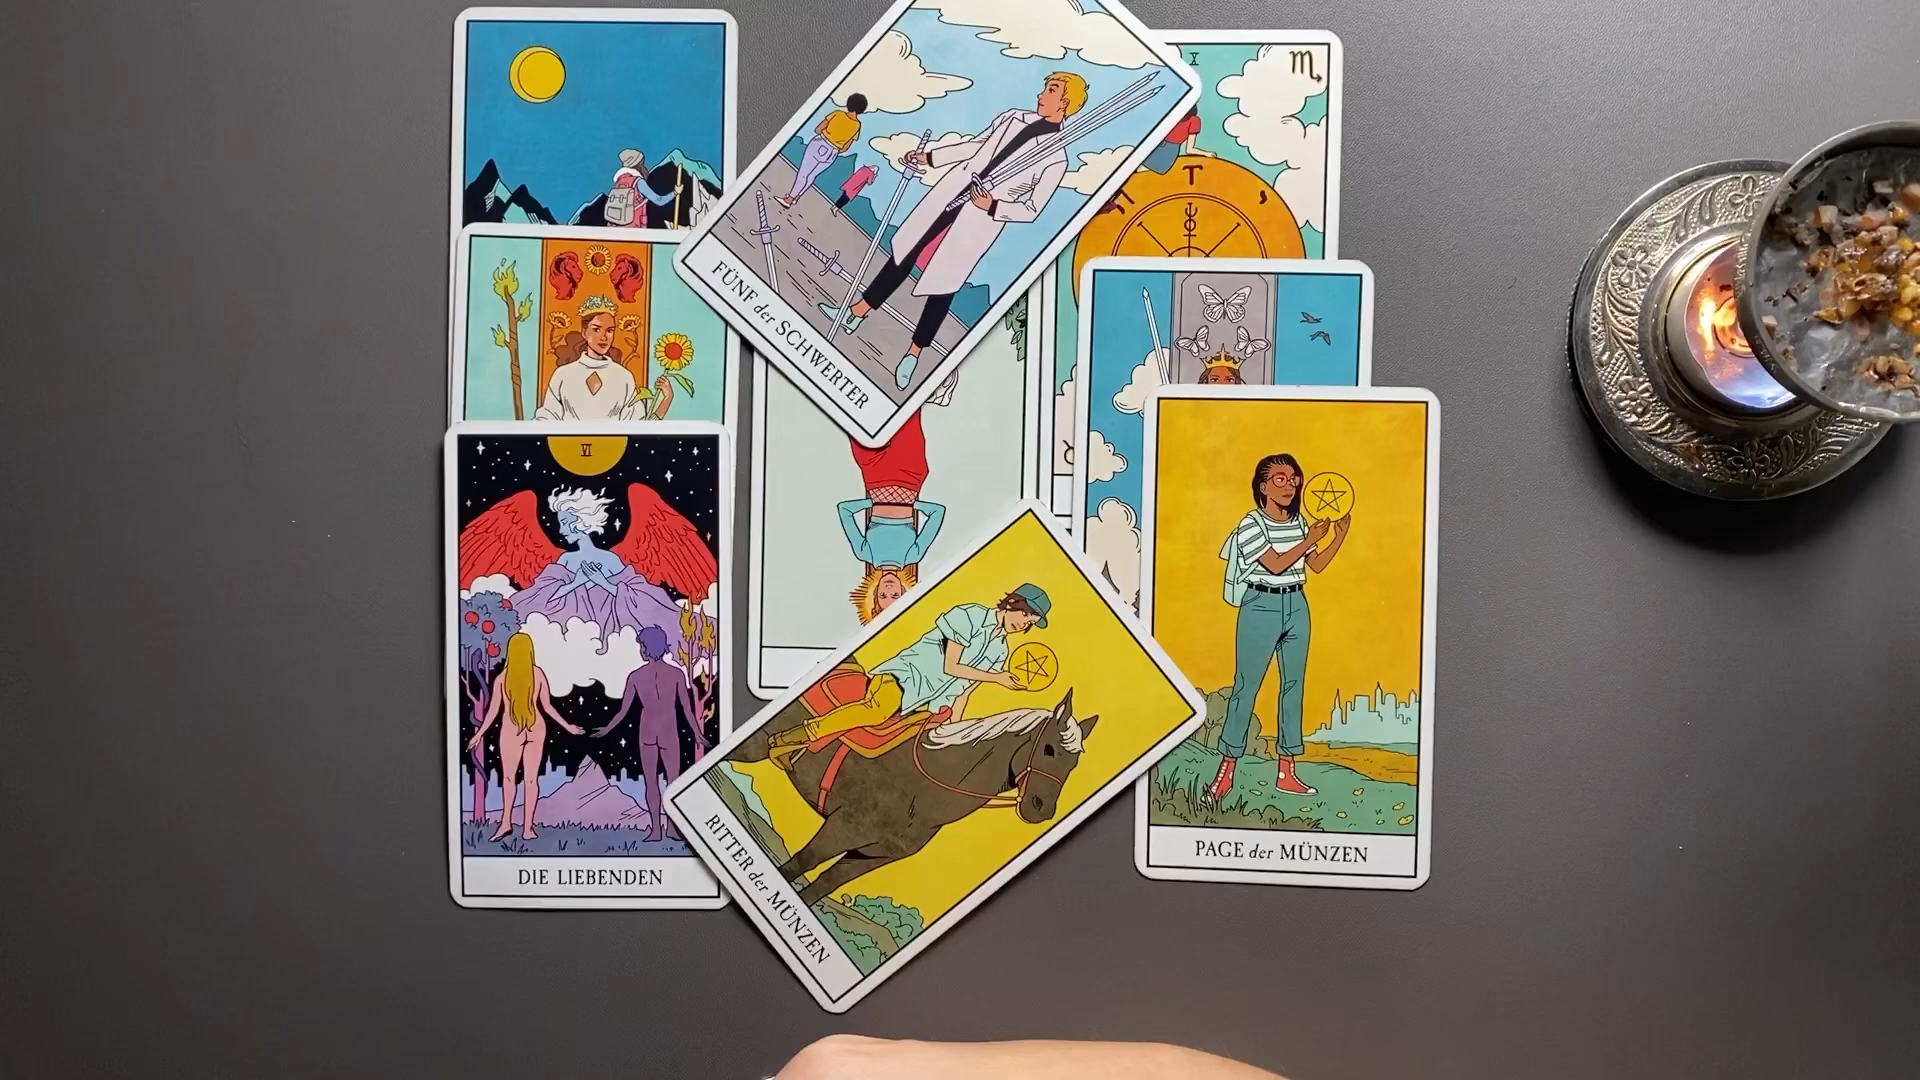 X
♏
FÜNF der SCHWERTER
VI
DIE LIEBENDEN
RITTER der MÜNZEN
PAGE der MÜNZEN